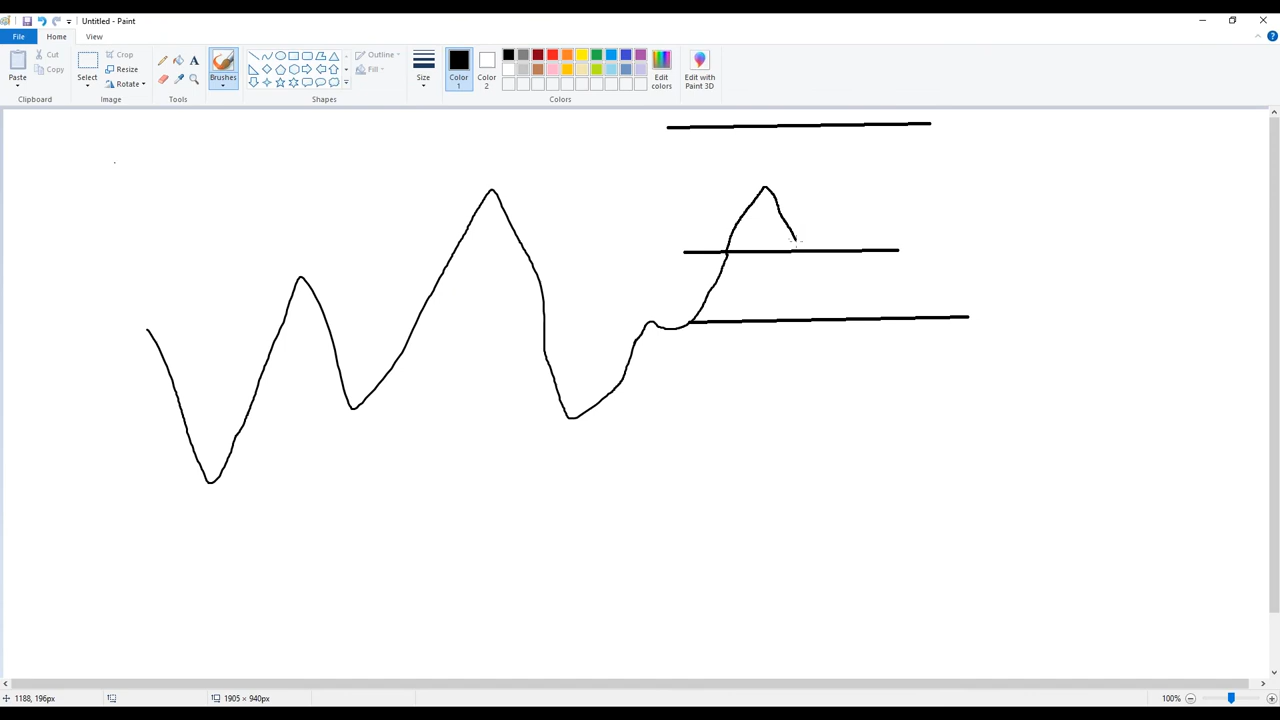 Untitled - Paint
File
Home
View
Paste
Cut
Copy
Clipboard
Select
Crop
Resize
Rotate
Image
A
Tools
Brushes
Outline
Fill
Shapes
Size
Color 1
Color 2
Edit colors
Colors
Edit with Paint 3D
1188, 196px
1905 × 940px
100%